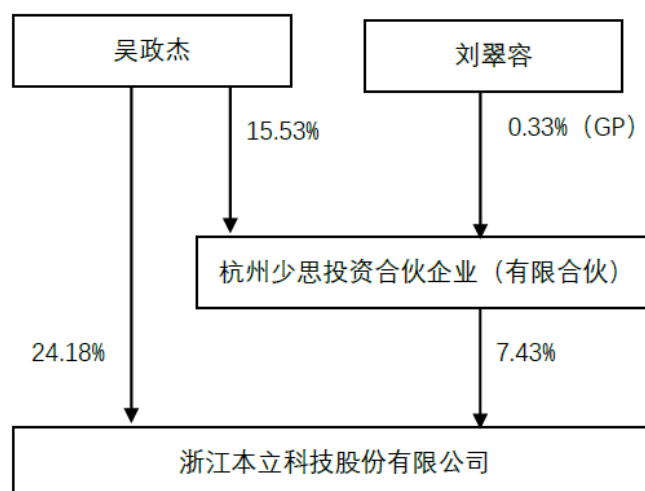 吴政杰
刘翠容
15.53%
0.33%（GP）
杭州少思投资合伙企业（有限合伙）
24.18%
7.43%
浙江本立科技股份有限公司